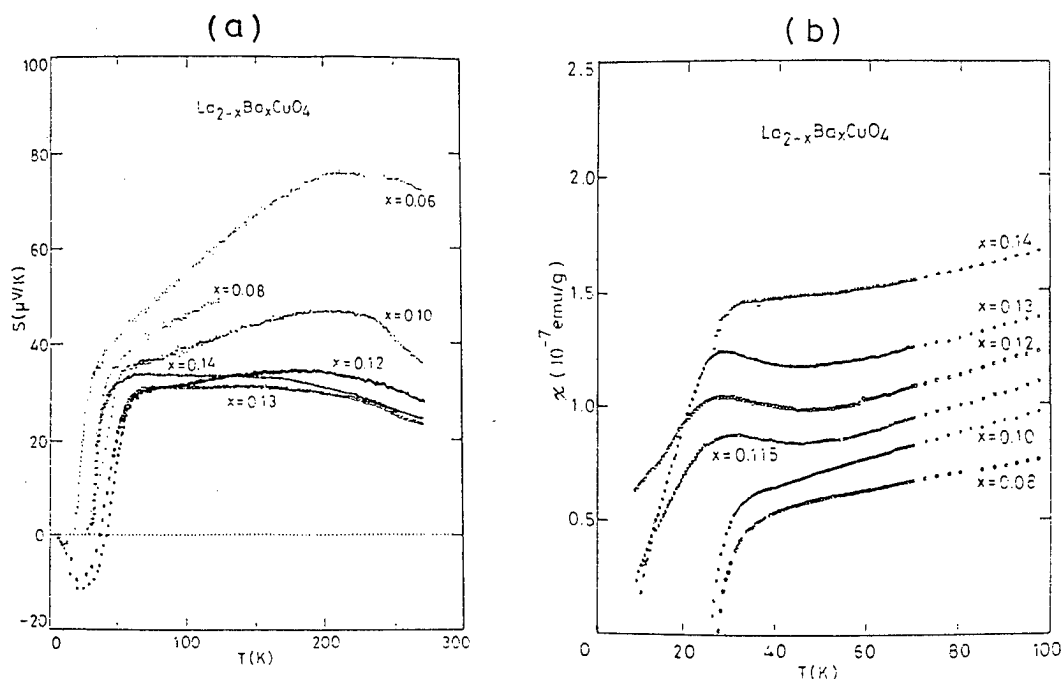 (a)
100
80
60
40
20
0
-20
S(μV/K)
La₂₋ₓBaₓCuO₄
x=0.06
x=0.08
x=0.10
x=0.14
x=0.12
x=0.13
0 100 200 300
T(K)
(b)
2.5
2.0
1.5
1.0
0.5
0
χ (10⁻⁷emu/g)
La₂₋ₓBaₓCuO₄
x=0.14
x=0.13
x=0.12
x=0.115
x=0.10
x=0.08
0 20 40 60 80 100
T(K)